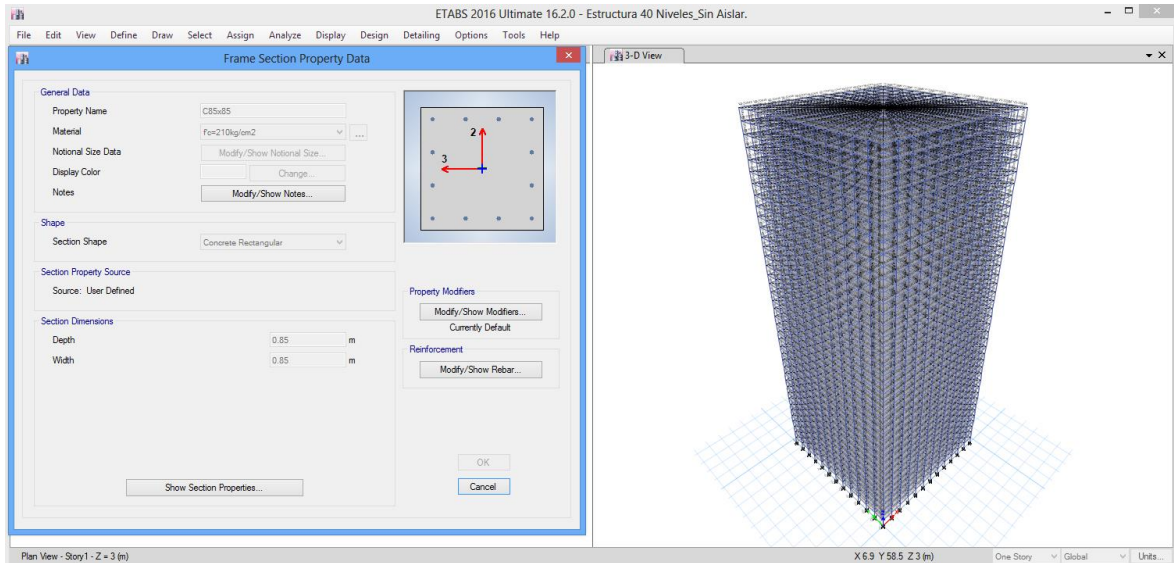 ETABS 2016 Ultimate 16.2.0 - Estructura 40 Niveles_Sin Aislar.
File Edit View Define Draw Select Assign Analyze Display Design Detailing Options Tools Help
Frame Section Property Data
General Data
Property Name C85x85
Material f'c=210kg/cm2 ...
Notional Size Data Modify/Show Notional Size...
Display Color Change...
Notes Modify/Show Notes...
Shape
Section Shape Concrete Rectangular
Section Property Source
Source: User Defined
Section Dimensions
Depth 0.85 m
Width 0.85 m
Show Section Properties...
2
3
Property Modifiers
Modify/Show Modifiers...
Currently Default
Reinforcement
Modify/Show Rebar...
OK
Cancel
3-D View
Plan View - Story1 - Z = 3 (m)
X 6.9 Y 58.5 Z 3 (m)
One Story Global Units...